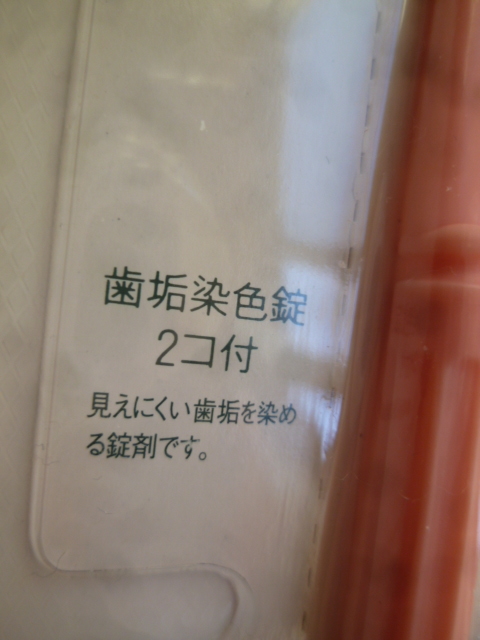 歯垢染色錠
2コ付
見えにくい歯垢を染め
る錠剤です。